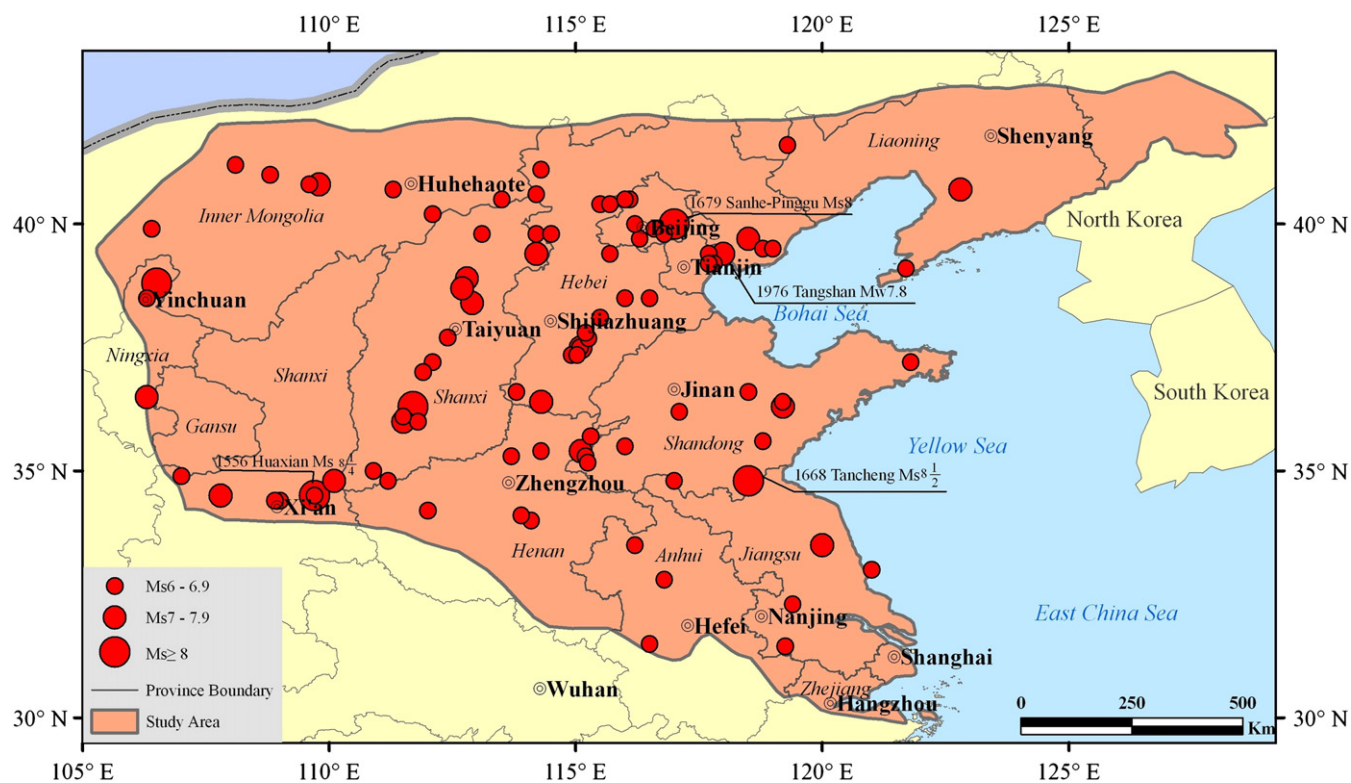 110° E
115° E
120° E
125° E
Liaoning
Shenyang
Huhehaote
1679 Sanhe-Pinggu Ms8
Inner Mongolia
40° N
Beijing
North Korea
40° N
Tianjin
Hebei
Yinchuan
1976 Tangshan Mw7.8
Bohai Sea
Shijiazhuang
Taiyuan
Ningxia
Shanxi
Jinan
South Korea
Shanxi
Gansu
Shandong
Yellow Sea
1556 Huaxian Ms 8 1/4
35° N
1668 Tancheng Ms8 1/2
35° N
Zhengzhou
Xi'an
Henan
Anhui
Jiangsu
Ms6 - 6.9
Ms7 - 7.9
Ms≥ 8
Province Boundary
Study Area
East China Sea
Nanjing
Hefei
Shanghai
Wuhan
Zhejiang
Hangzhou
0 250 500
Km
30° N
30° N
105° E
110° E
115° E
120° E
125° E